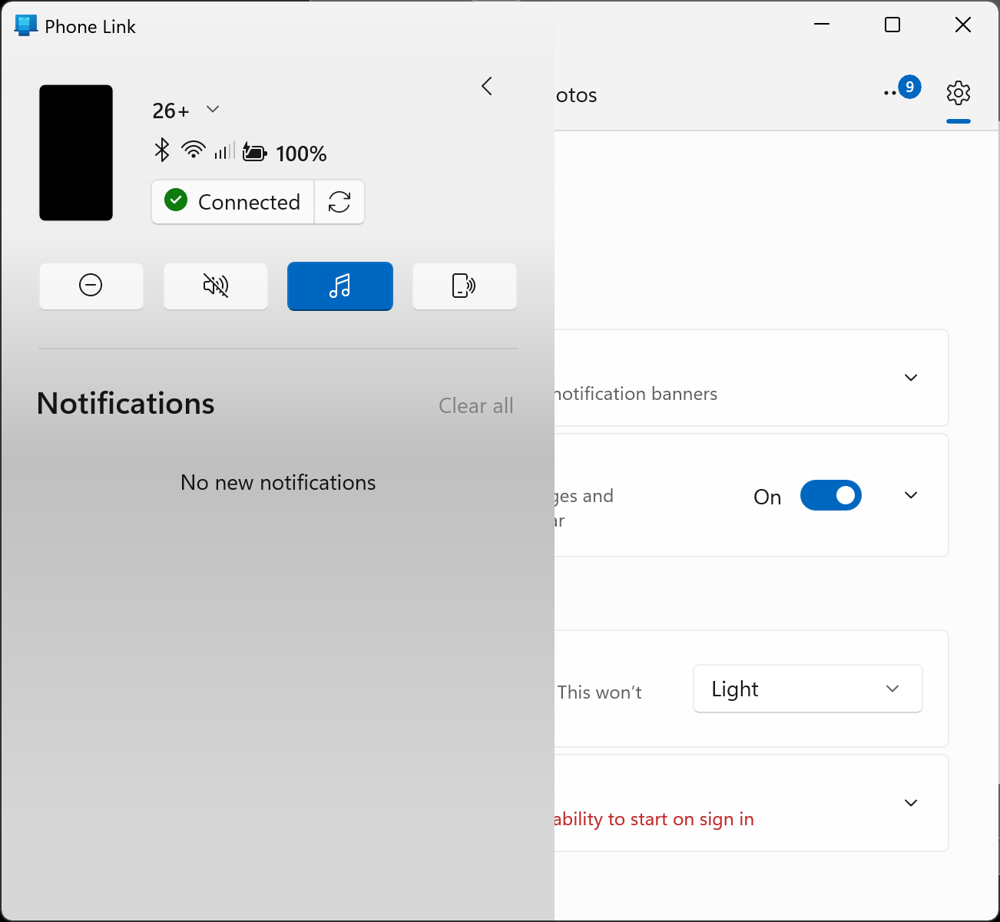 Phone Link
26+
100%
Connected
Notifications
Clear all
No new notifications
otos
9
notification banners
ges and
ar
On
This won’t
Light
ability to start on sign in